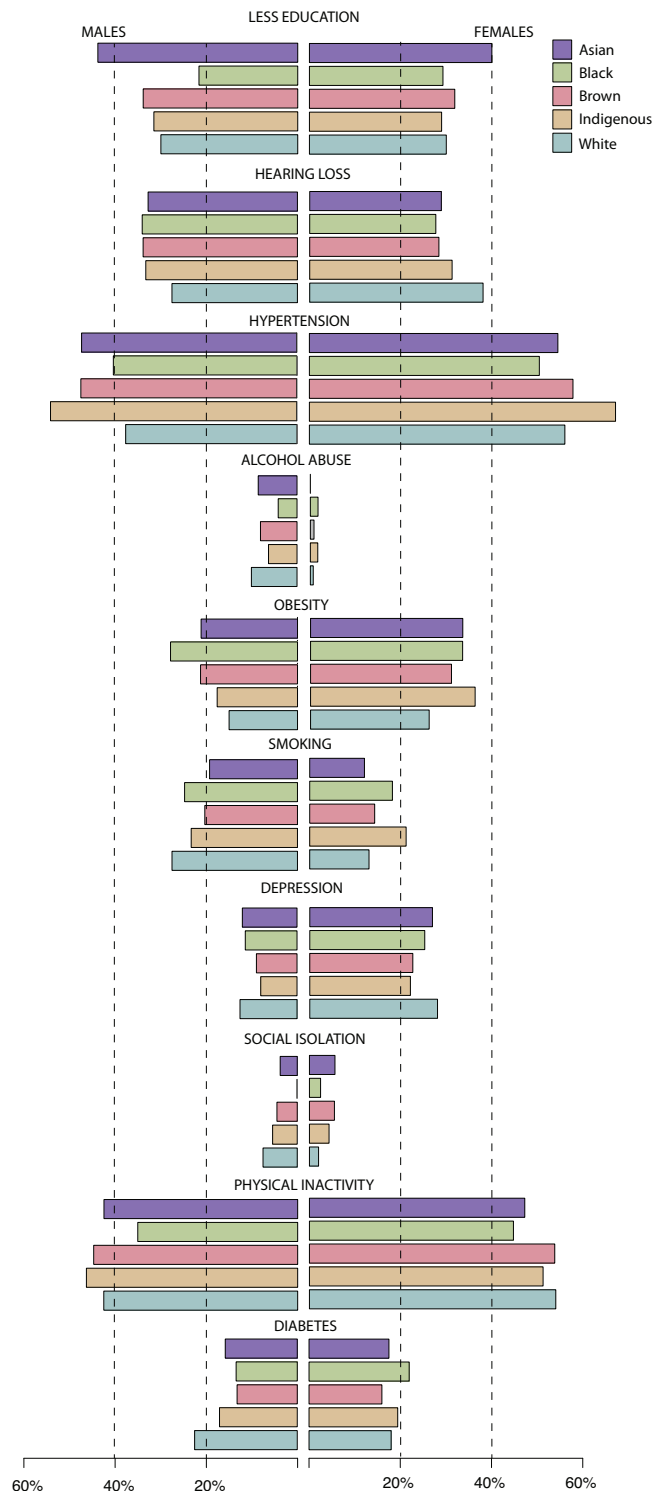 LESS EDUCATION
MALES
FEMALES
Asian
Black
Brown
Indigenous
White
HEARING LOSS
HYPERTENSION
ALCOHOL ABUSE
OBESITY
SMOKING
DEPRESSION
SOCIAL ISOLATION
PHYSICAL INACTIVITY
DIABETES
60% 40% 20% 20% 40% 60%